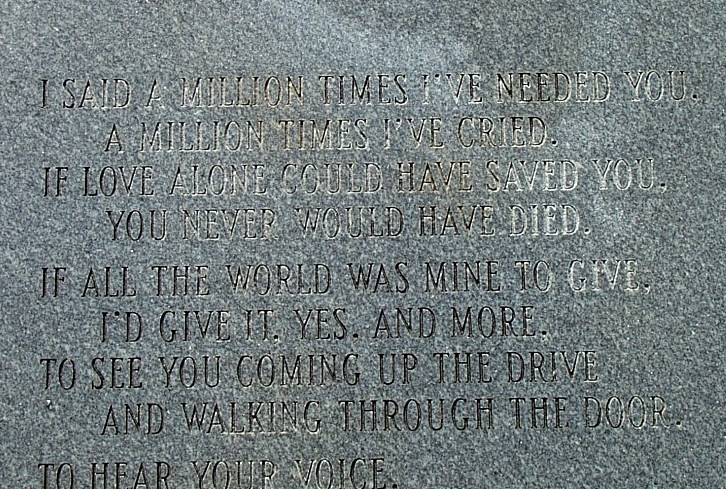 I SAID A MILLION TIMES I'VE NEEDED YOU.
A MILLION TIMES I'VE CRIED.
IF LOVE ALONE COULD HAVE SAVED YOU,
YOU NEVER WOULD HAVE DIED.
IF ALL THE WORLD WAS MINE TO GIVE,
I'D GIVE IT, YES, AND MORE.
TO SEE YOU COMING UP THE DRIVE
AND WALKING THROUGH THE DOOR.
TO HEAR YOUR VOICE,